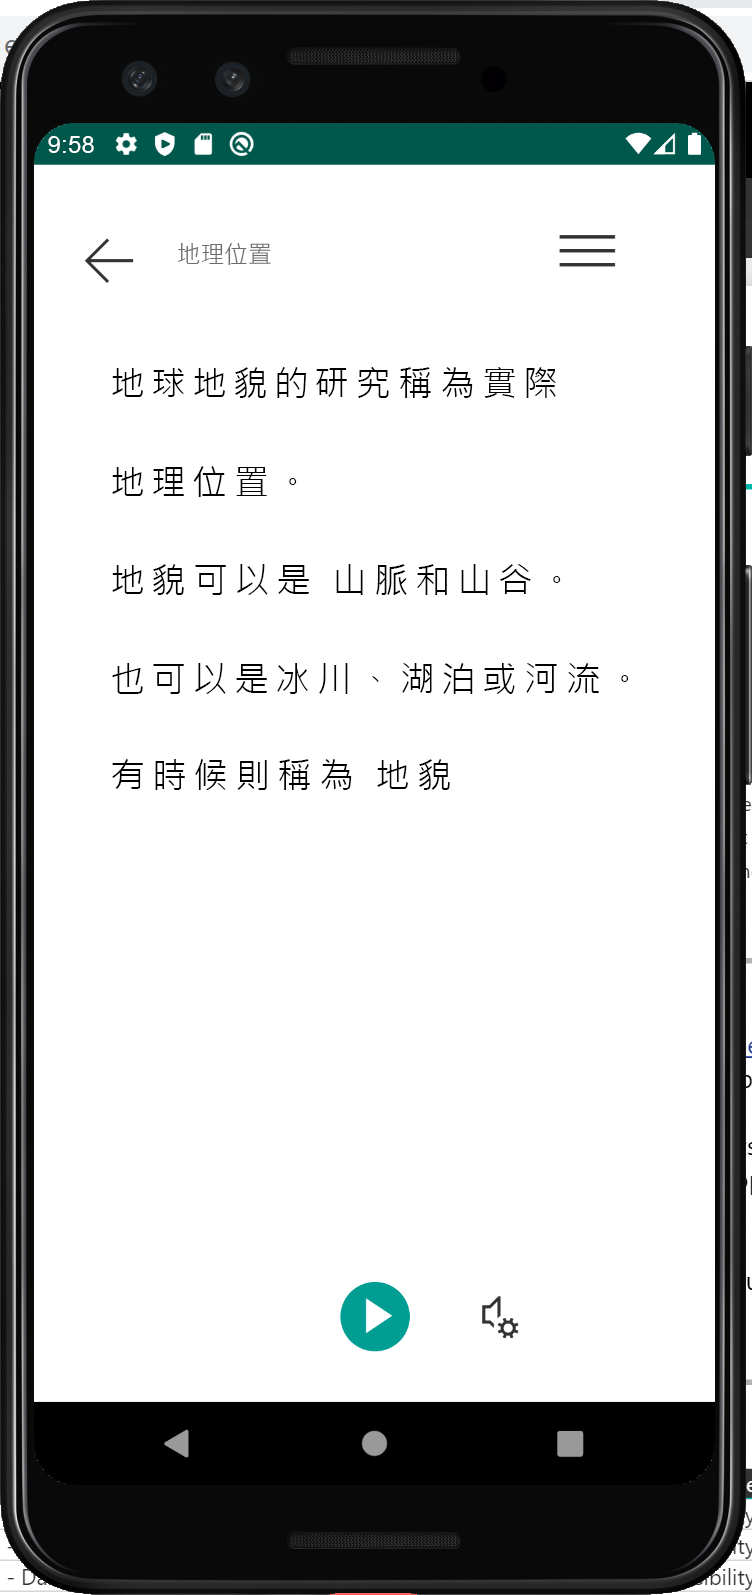 9:58
地理位置
地球地貌的研究稱為實際
地理位置。
地貌可以是 山脈和山谷。
也可以是冰川、湖泊或河流。
有時候則稱為 地貌
- Da